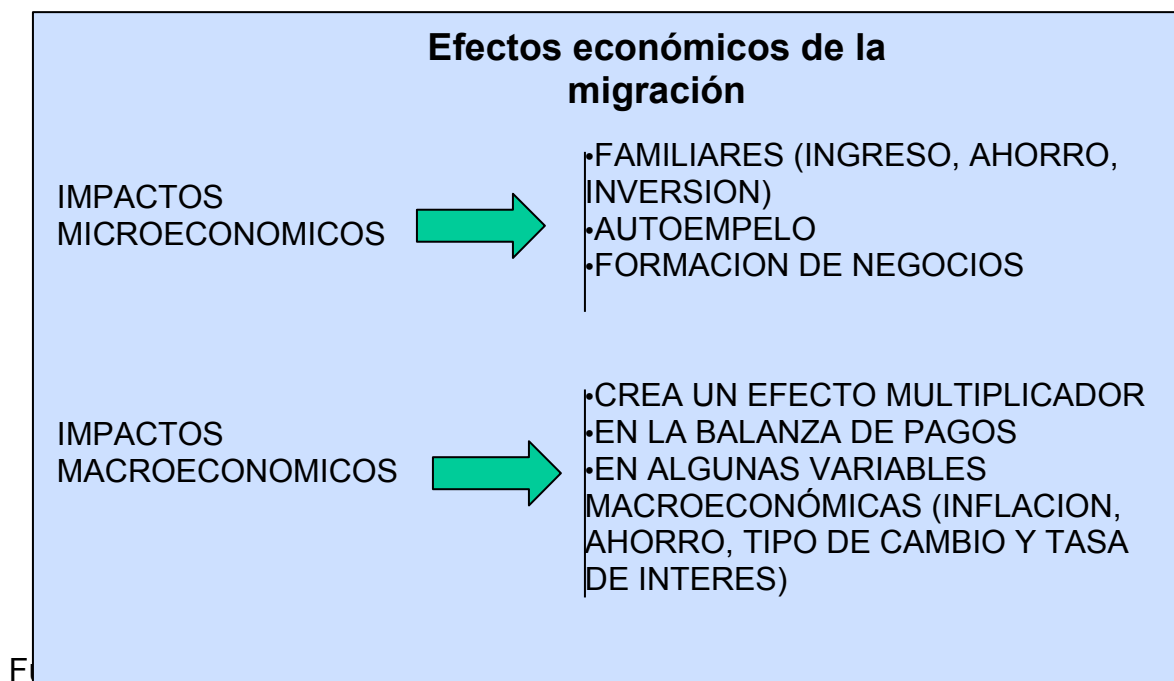 Efectos económicos de la
migración
IMPACTOS
MICROECONOMICOS
•FAMILIARES (INGRESO, AHORRO,
INVERSION)
•AUTOEMPELO
•FORMACION DE NEGOCIOS
IMPACTOS
MACROECONOMICOS
•CREA UN EFECTO MULTIPLICADOR
•EN LA BALANZA DE PAGOS
•EN ALGUNAS VARIABLES
MACROECONÓMICAS (INFLACION,
AHORRO, TIPO DE CAMBIO Y TASA
DE INTERES)